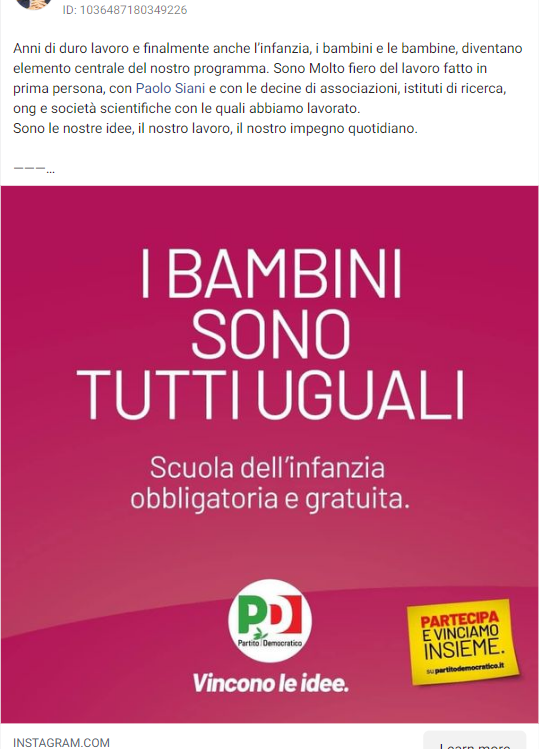 ID: 1036487180349226
Anni di duro lavoro e finalmente anche l'infanzia, i bambini e le bambine, diventano
elemento centrale del nostro programma. Sono Molto fiero del lavoro fatto in
prima persona, con Paolo Siani e con le decine di associazioni, istituti di ricerca,
ong e società scientifiche con le quali abbiamo lavorato.
Sono le nostre idee, il nostro lavoro, il nostro impegno quotidiano.
———...
I BAMBINI
SONO
TUTTI UGUALI
Scuola dell'infanzia
obbligatoria e gratuita.
PD
Partito Democratico
Vincono le idee.
PARTECIPA
E VINCIAMO
INSIEME.
su partitodemocratico.it
INSTAGRAM.COM
Learn more